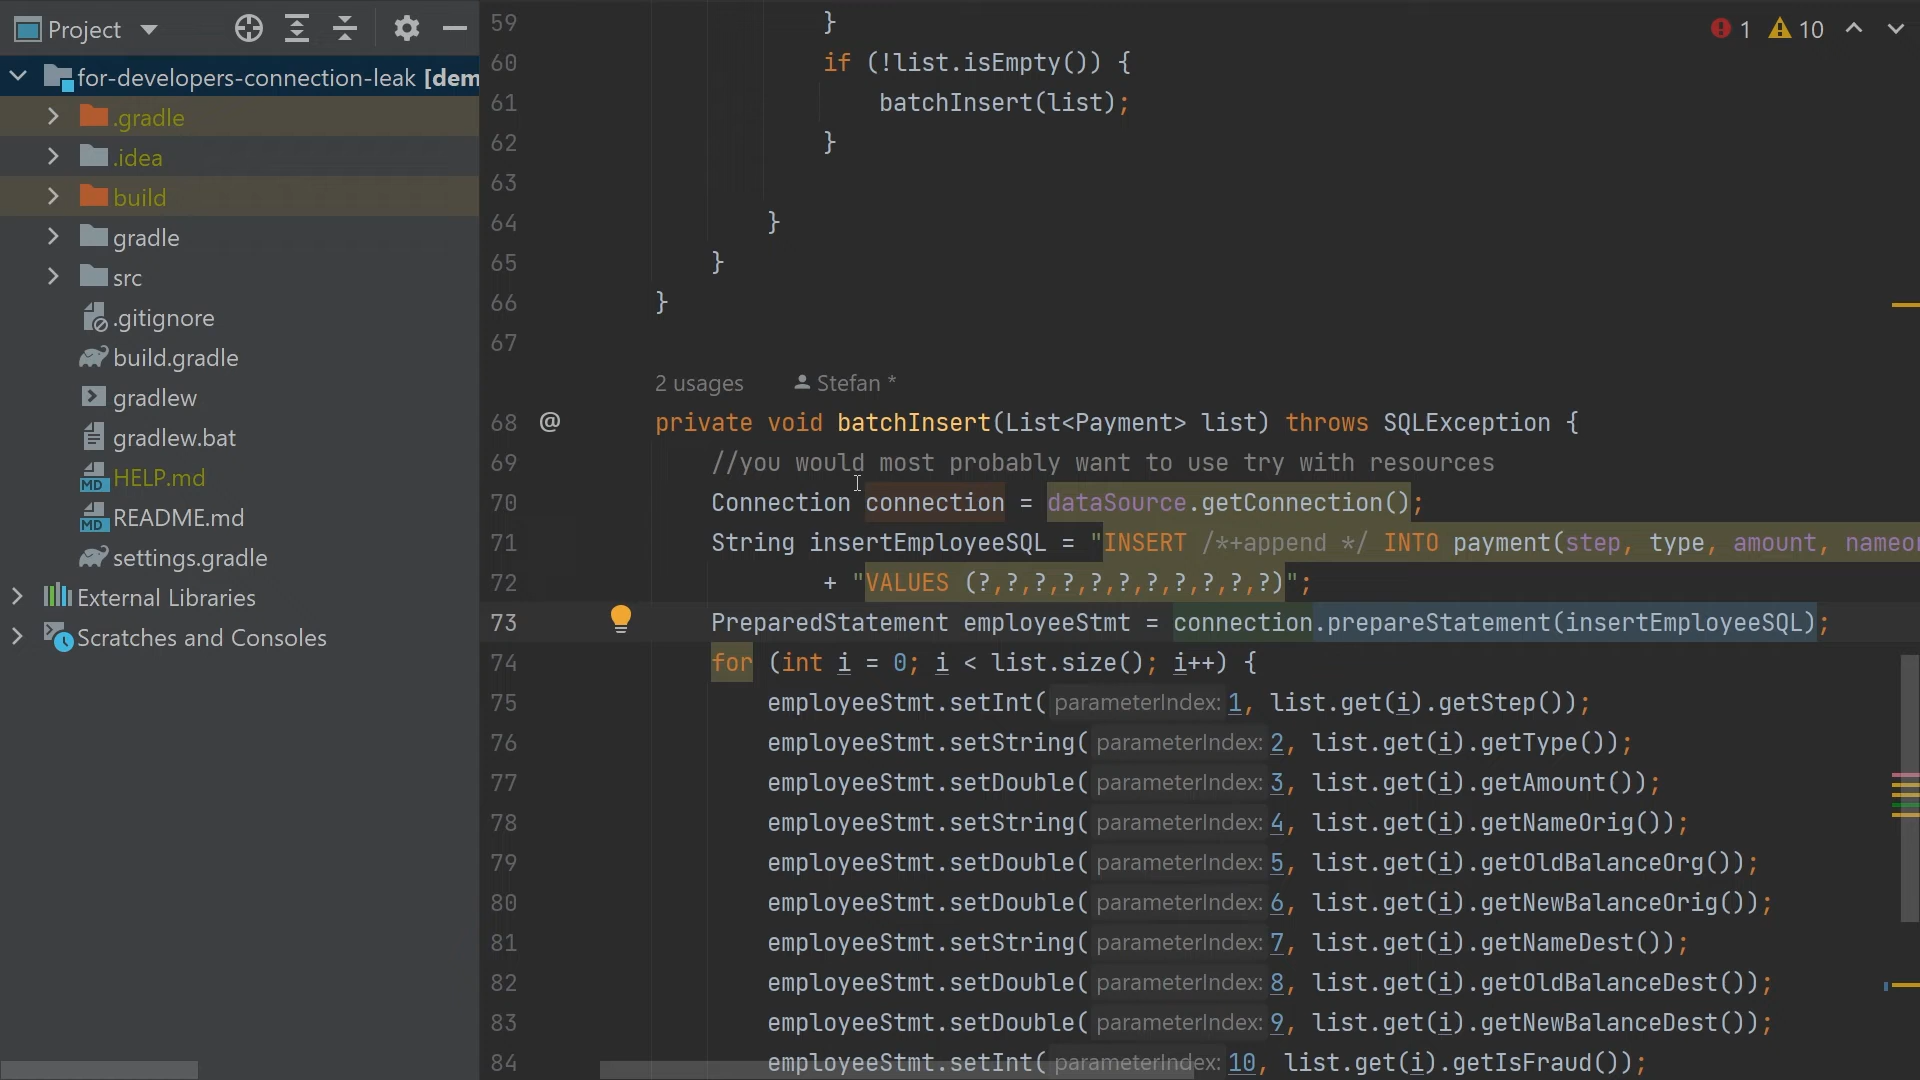 Project
1 10
for-developers-connection-leak [dem
.gradle
.idea
build
gradle
src
.gitignore
build.gradle
gradlew
gradlew.bat
HELP.md
README.md
settings.gradle
External Libraries
Scratches and Consoles
59 }
60 if (!list.isEmpty()) {
61 batchInsert(list);
62 }
63
64 }
65 }
66 }
67
2 usages Stefan *
68 @ private void batchInsert(List<Payment> list) throws SQLException {
69 //you would most probably want to use try with resources
70 Connection connection = dataSource.getConnection();
71 String insertEmployeeSQL = "INSERT /*+append */ INTO payment(step, type, amount, nameor
72 + "VALUES (?,?,?,?,?,?,?,?,?,?,?)";
73 PreparedStatement employeeStmt = connection.prepareStatement(insertEmployeeSQL);
74 for (int i = 0; i < list.size(); i++) {
75 employeeStmt.setInt( parameterIndex: 1, list.get(i).getStep());
76 employeeStmt.setString( parameterIndex: 2, list.get(i).getType());
77 employeeStmt.setDouble( parameterIndex: 3, list.get(i).getAmount());
78 employeeStmt.setString( parameterIndex: 4, list.get(i).getNameOrig());
79 employeeStmt.setDouble( parameterIndex: 5, list.get(i).getOldBalanceOrg());
80 employeeStmt.setDouble( parameterIndex: 6, list.get(i).getNewBalanceOrig());
81 employeeStmt.setString( parameterIndex: 7, list.get(i).getNameDest());
82 employeeStmt.setDouble( parameterIndex: 8, list.get(i).getOldBalanceDest());
83 employeeStmt.setDouble( parameterIndex: 9, list.get(i).getNewBalanceDest());
84 employeeStmt.setInt( parameterIndex: 10, list.get(i).getIsFraud());